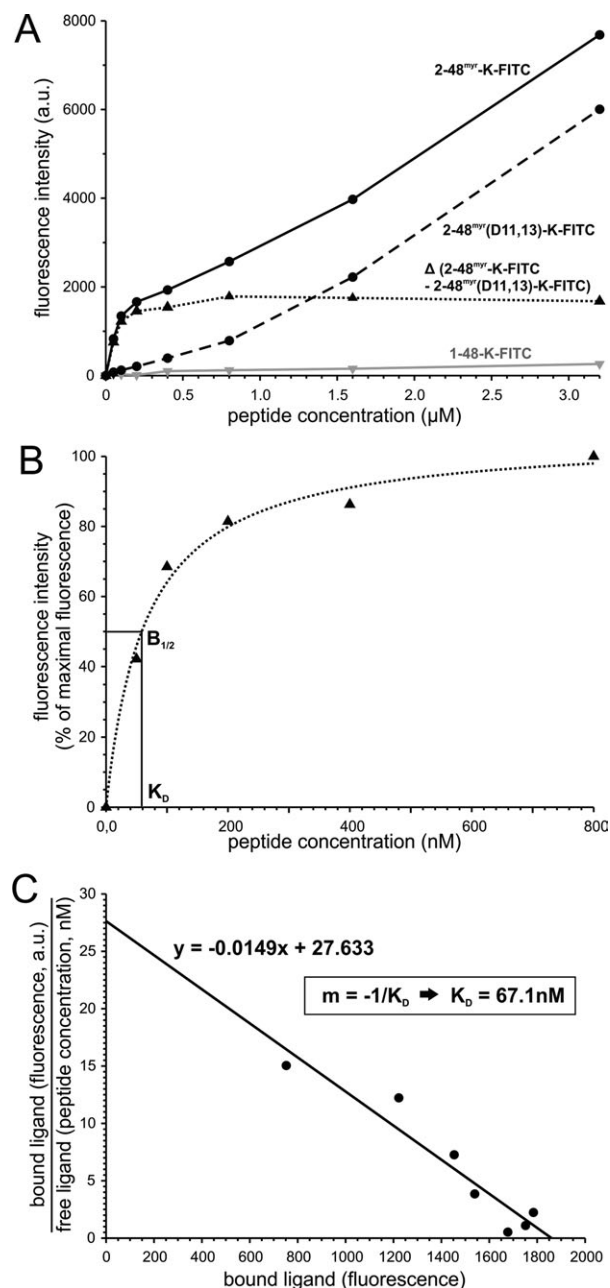 A
fluorescence intensity (a.u.)
8000
6000
4000
2000
0
2-48myr-K-FITC
2-48myr(D11,13)-K-FITC
Δ (2-48myr-K-FITC
- 2-48myr(D11,13)-K-FITC)
1-48-K-FITC
0 0.5 1.0 1.5 2.0 2.5 3.0
peptide concentration (µM)
B
fluorescence intensity
(% of maximal fluorescence)
100
80
60
40
20
0
B1/2
KD
0,0 200 400 600 800
peptide concentration (nM)
C
bound ligand (fluorescence, a.u.)
free ligand (peptide concentration, nM)
30
25
20
15
10
5
0
y = -0.0149x + 27.633
m = -1/KD ➡ KD = 67.1nM
0 200 400 600 800 1000 1200 1400 1600 1800 2000
bound ligand (fluorescence)